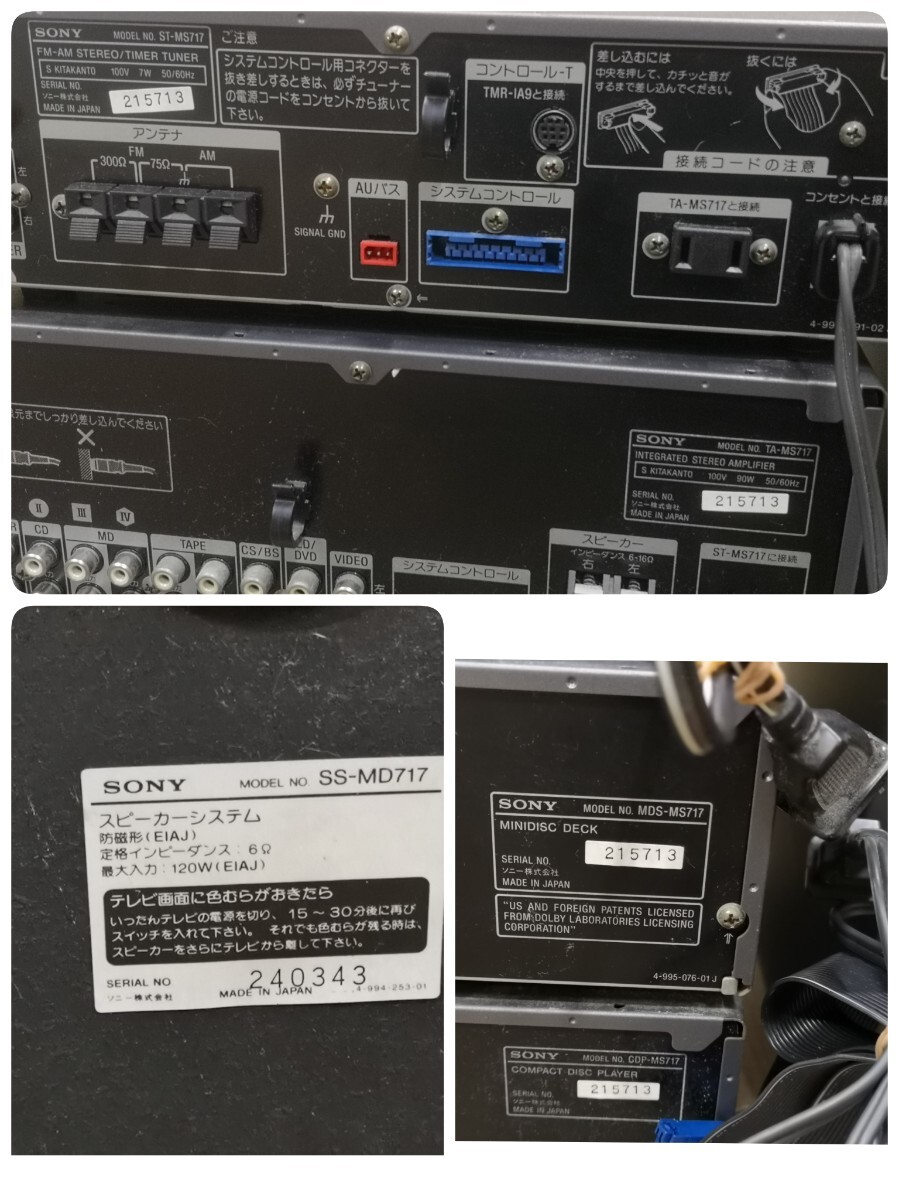 SONY MODEL NO. ST-MS717
FM-AM STEREO/TIMER TUNER
S KITAKANTO 100V 7W 50/60Hz
SERIAL NO. 215713
ソニー株式会社
MADE IN JAPAN
ご注意
システムコントロール用コネクターを
抜き差しするときは、必ずチューナー
の電源コードをコンセントから抜いて
下さい。
コントロール-T
TMR-IA9と接続
差し込むには
中央を押して、カチッと音が
するまで差し込んでください。
抜くには
接続コードの注意
アンテナ
FM
300Ω 75Ω AM
左
右
SIGNAL GND
AUバス
システムコントロール
TA-MS717と接続
コンセントと接続
元までしっかり差し込んでください
II III IV
CD MD TAPE CS/BS DVD VIDEO
左
システムコントロール
スピーカー
インピーダンス 6-16Ω
右 左
ST-MS717に接続
SONY MODEL NO. TA-MS717
INTEGRATED STEREO AMPLIFIER
S KITAKANTO 100V 90W 50/60Hz
SERIAL NO. 215713
ソニー株式会社
MADE IN JAPAN
SONY MODEL NO. SS-MD717
スピーカーシステム
防磁形(EIAJ)
定格インピーダンス:6Ω
最大入力:120W(EIAJ)
テレビ画面に色むらがおきたら
いったんテレビの電源を切り、15〜30分後に再び
スイッチを入れて下さい。それでも色むらが残る時は、
スピーカーをさらにテレビから離して下さい。
SERIAL NO 240343
ソニー株式会社 MADE IN JAPAN 4-994-253-01
SONY MODEL NO. MDS-MS717
MINIDISC DECK
SERIAL NO. 215713
ソニー株式会社
MADE IN JAPAN
"US AND FOREIGN PATENTS LICENSED
FROM DOLBY LABORATORIES LICENSING
CORPORATION"
4-995-076-01J
SONY MODEL NO. CDP-MS717
COMPACT DISC PLAYER
SERIAL NO. 215713
ソニー株式会社
MADE IN JAPAN